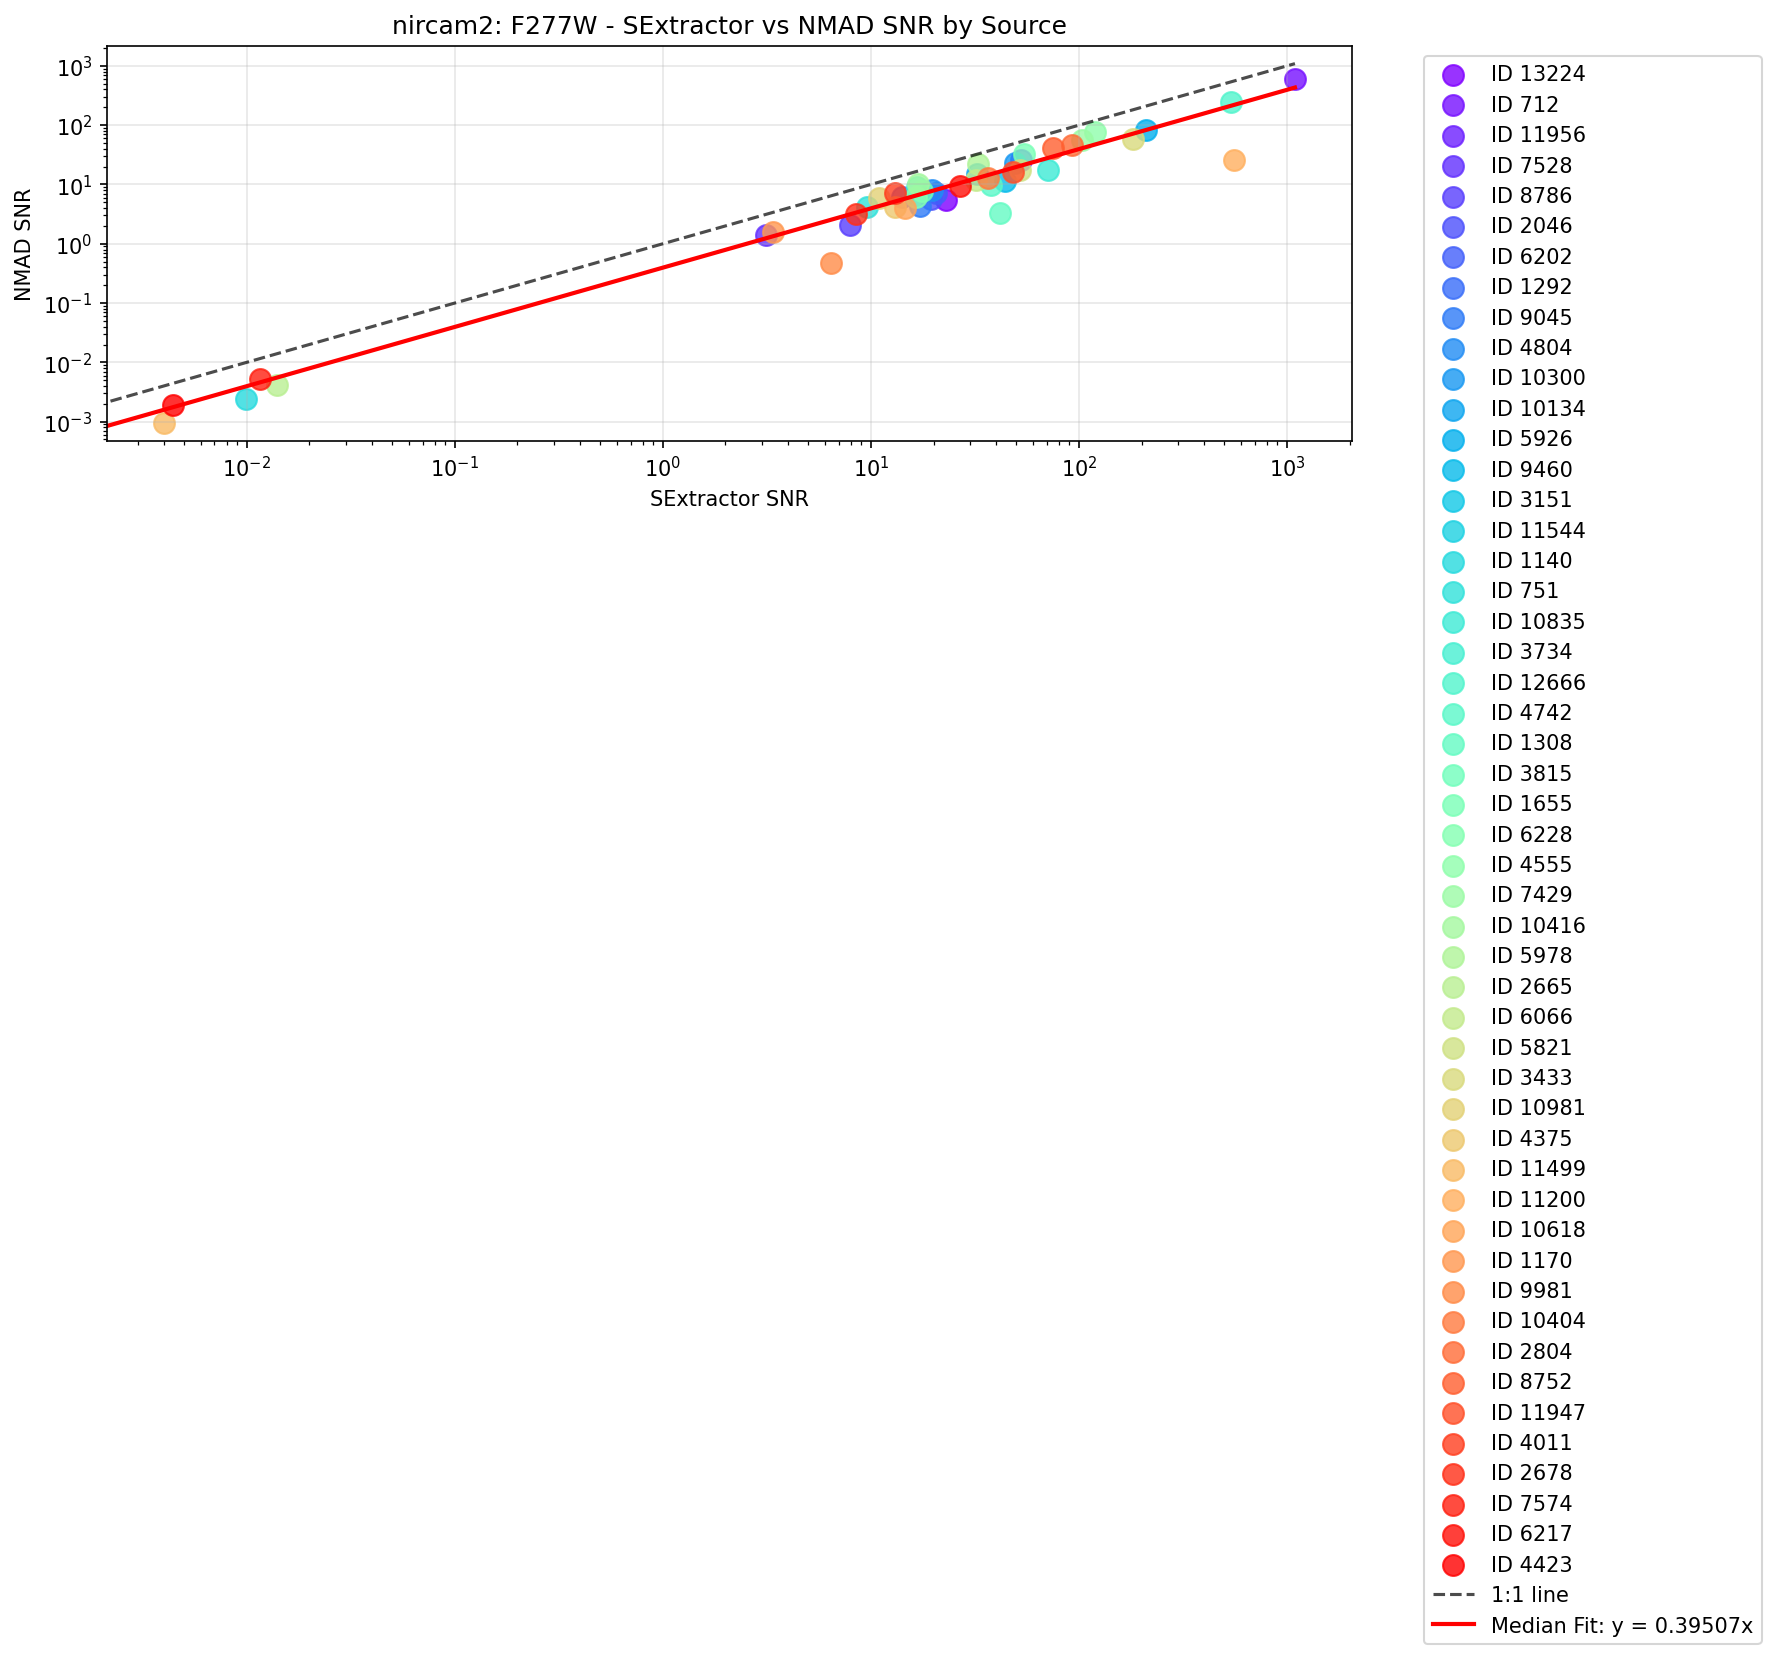 nircam2: F277W - SExtractor vs NMAD SNR by Source
NMAD SNR
10³
10²
10¹
10⁰
10⁻¹
10⁻²
10⁻³
10⁻² 10⁻¹ 10⁰ 10¹ 10² 10³
SExtractor SNR
ID 13224
ID 712
ID 11956
ID 7528
ID 8786
ID 2046
ID 6202
ID 1292
ID 9045
ID 4804
ID 10300
ID 10134
ID 5926
ID 9460
ID 3151
ID 11544
ID 1140
ID 751
ID 10835
ID 3734
ID 12666
ID 4742
ID 1308
ID 3815
ID 1655
ID 6228
ID 4555
ID 7429
ID 10416
ID 5978
ID 2665
ID 6066
ID 5821
ID 3433
ID 10981
ID 4375
ID 11499
ID 11200
ID 10618
ID 1170
ID 9981
ID 10404
ID 2804
ID 8752
ID 11947
ID 4011
ID 2678
ID 7574
ID 6217
ID 4423
1:1 line
Median Fit: y = 0.39507x